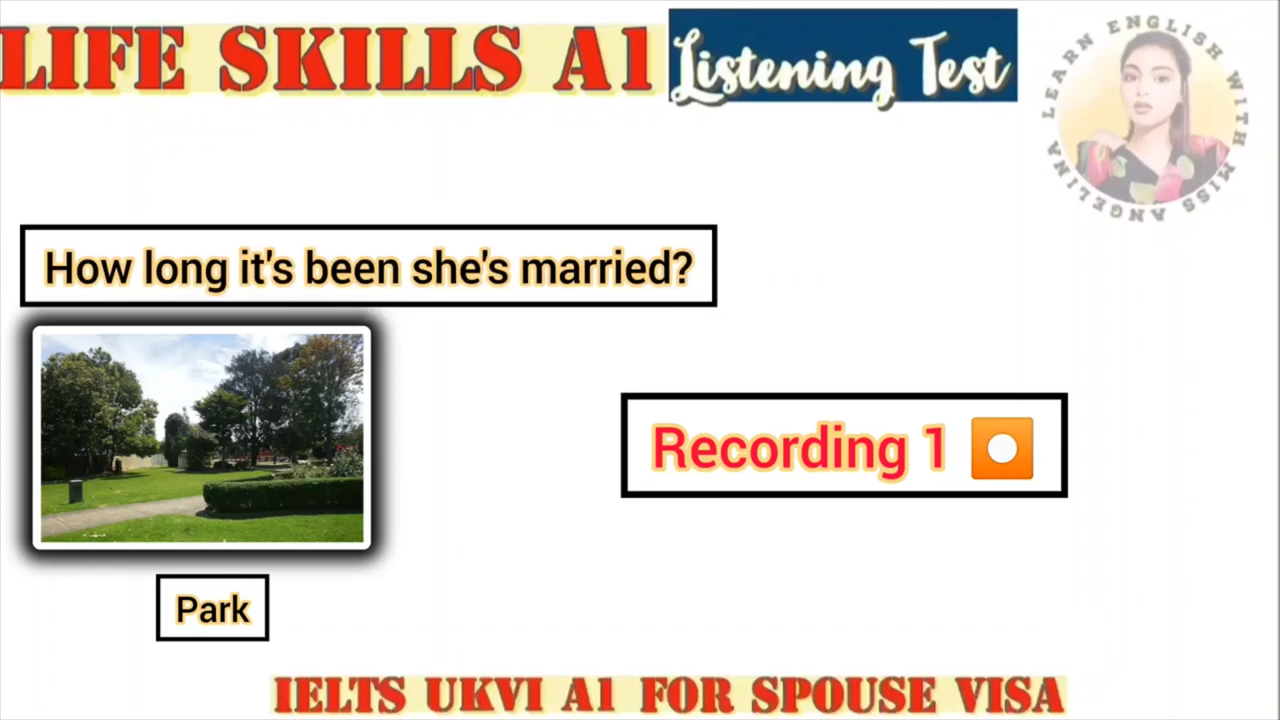 LIFE SKILLS A1 Listening Test
LEARN ENGLISH WITH MISS ANGELINA
How long it's been she's married?
Recording 1
Park
IELTS UKVI A1 FOR SPOUSE VISA